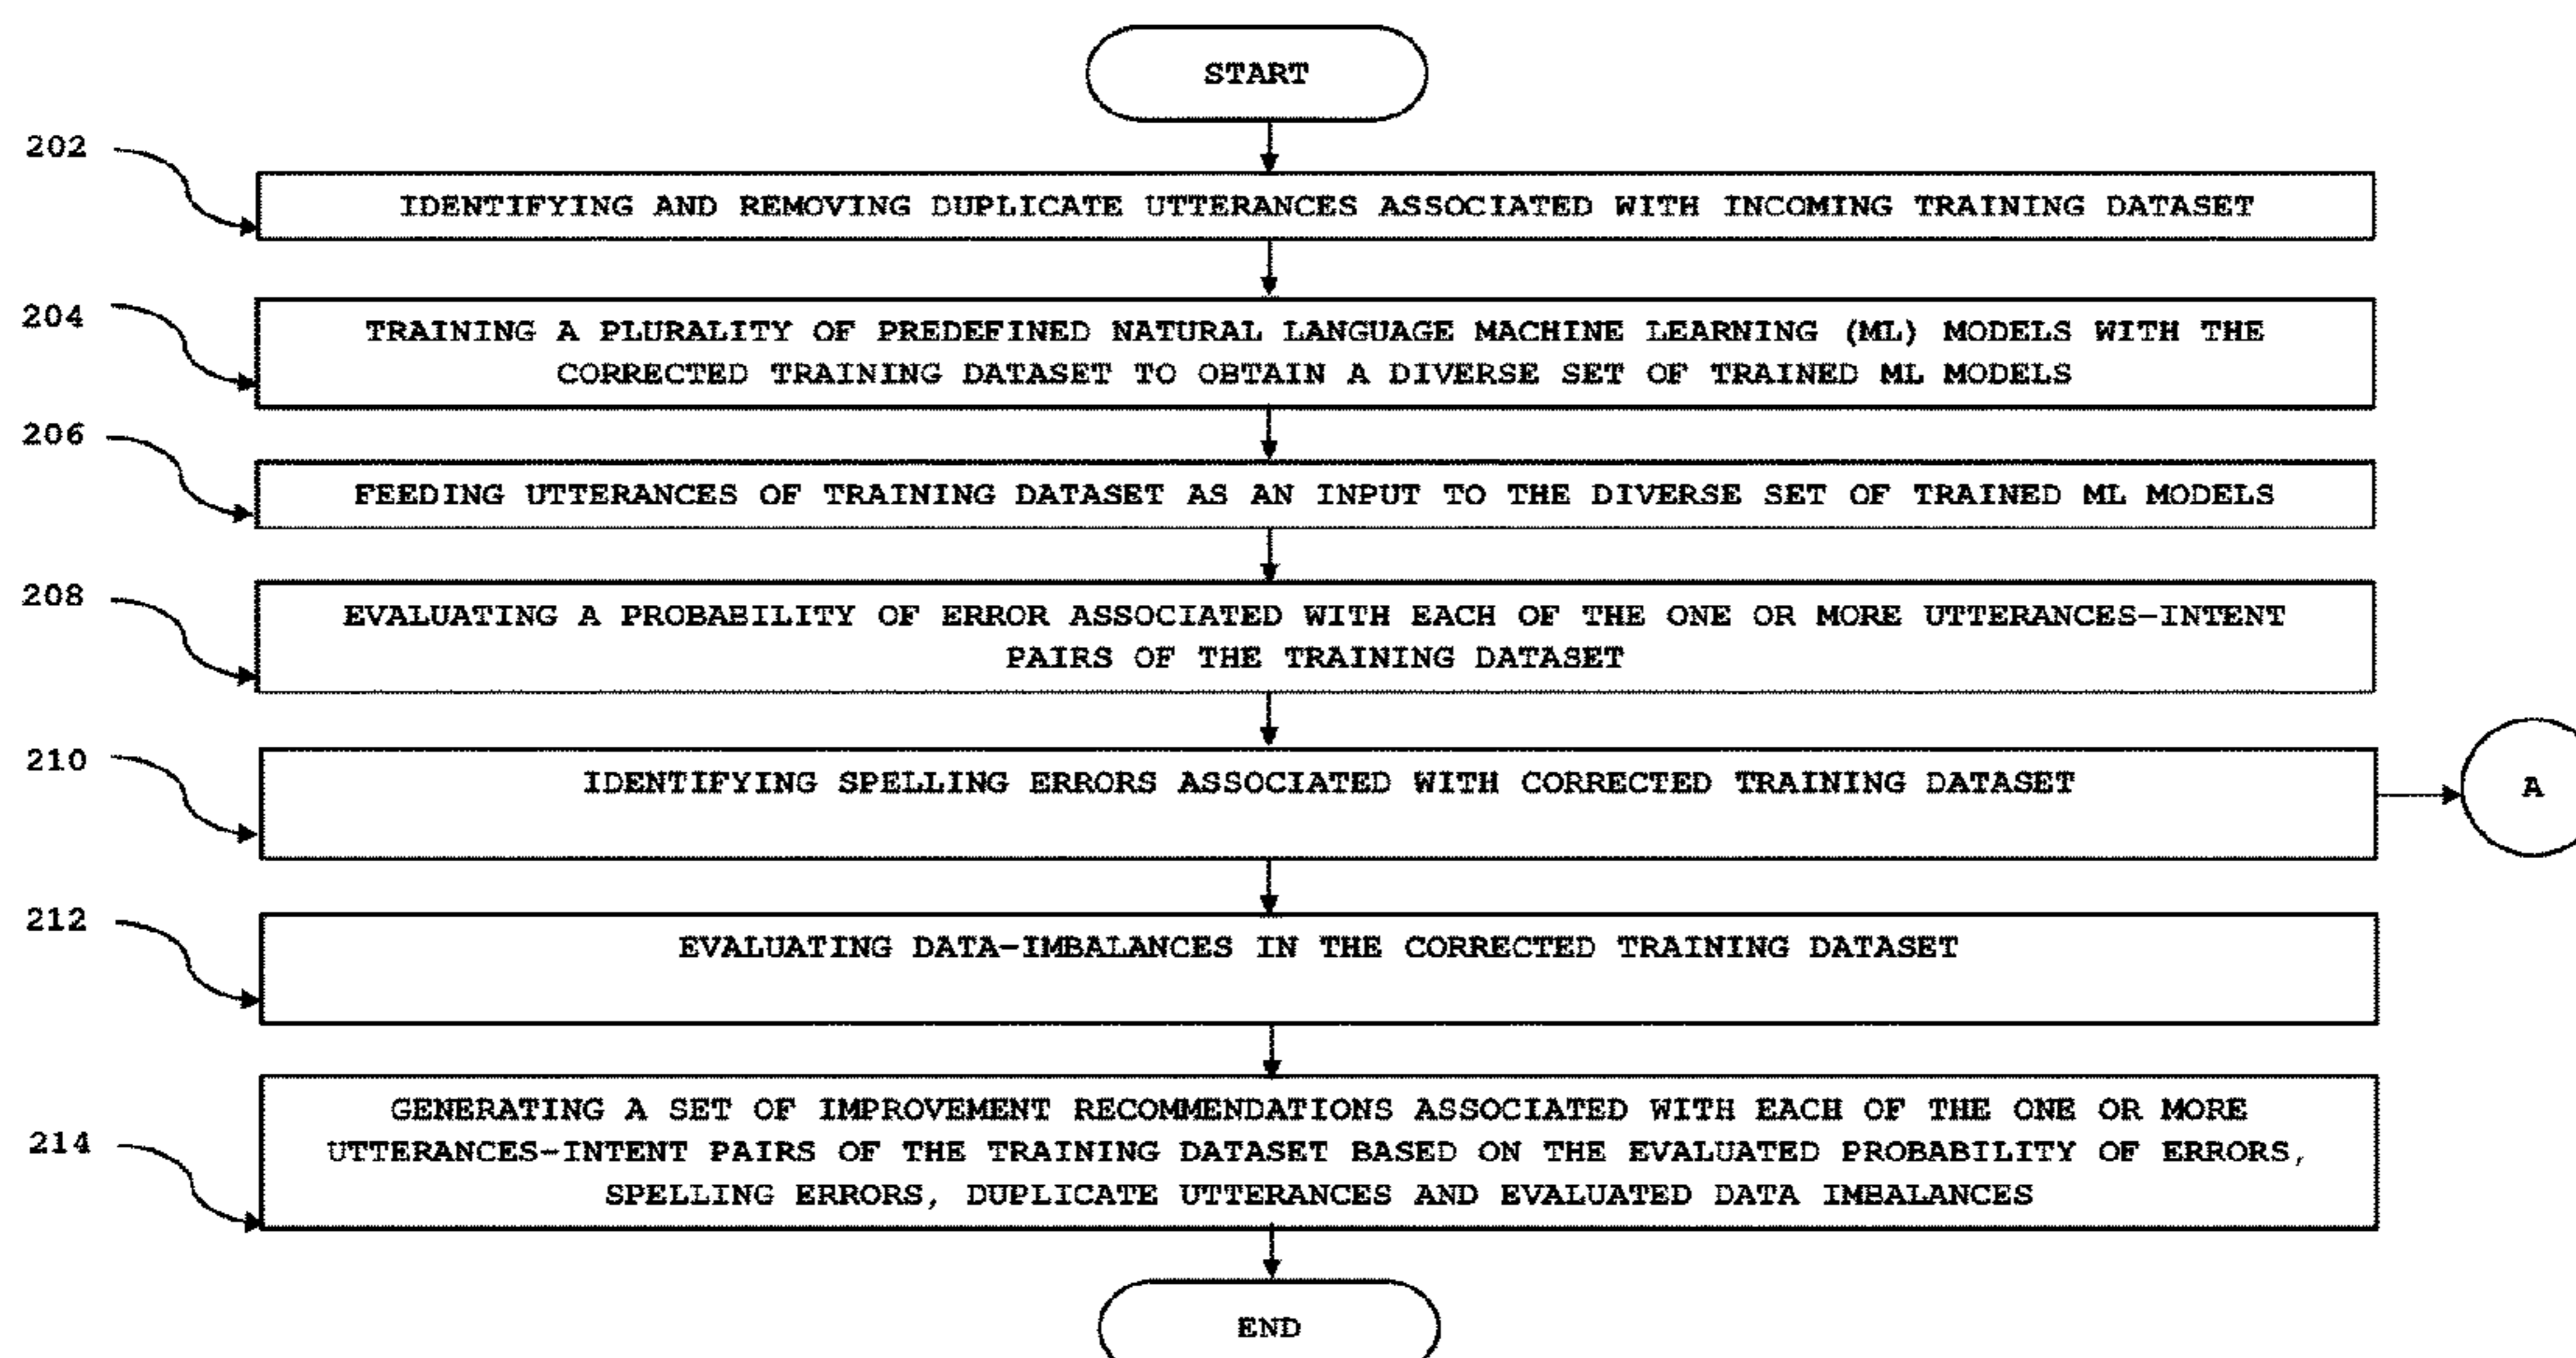 START
202
IDENTIFYING AND REMOVING DUPLICATE UTTERANCES ASSOCIATED WITH INCOMING TRAINING DATASET
204
TRAINING A PLURALITY OF PREDEFINED NATURAL LANGUAGE MACHINE LEARNING (ML) MODELS WITH THE
CORRECTED TRAINING DATASET TO OBTAIN A DIVERSE SET OF TRAINED ML MODELS
206
FEEDING UTTERANCES OF TRAINING DATASET AS AN INPUT TO THE DIVERSE SET OF TRAINED ML MODELS
208
EVALUATING A PROBABILITY OF ERROR ASSOCIATED WITH EACH OF THE ONE OR MORE UTTERANCES-INTENT
PAIRS OF THE TRAINING DATASET
210
IDENTIFYING SPELLING ERRORS ASSOCIATED WITH CORRECTED TRAINING DATASET
A
212
EVALUATING DATA-IMBALANCES IN THE CORRECTED TRAINING DATASET
214
GENERATING A SET OF IMPROVEMENT RECOMMENDATIONS ASSOCIATED WITH EACH OF THE ONE OR MORE
UTTERANCES-INTENT PAIRS OF THE TRAINING DATASET BASED ON THE EVALUATED PROBABILITY OF ERRORS,
SPELLING ERRORS, DUPLICATE UTTERANCES AND EVALUATED DATA IMBALANCES
END